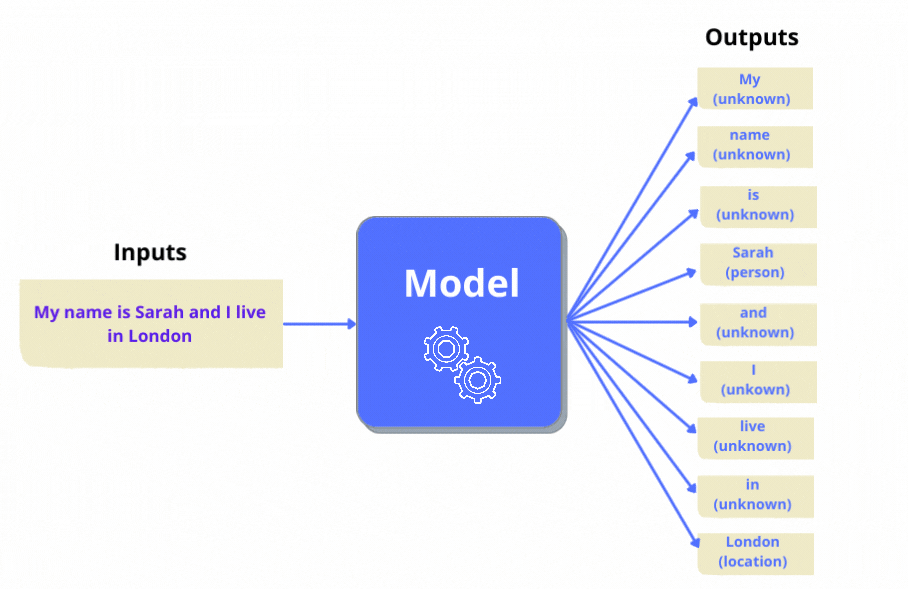 Outputs
My
(unknown)
name
(unknown)
is
(unknown)
Inputs
Sarah
(person)
My name is Sarah and I live
in London
Model
and
(unknown)
I
(unkown)
live
(unknown)
in
(unknown)
London
(location)